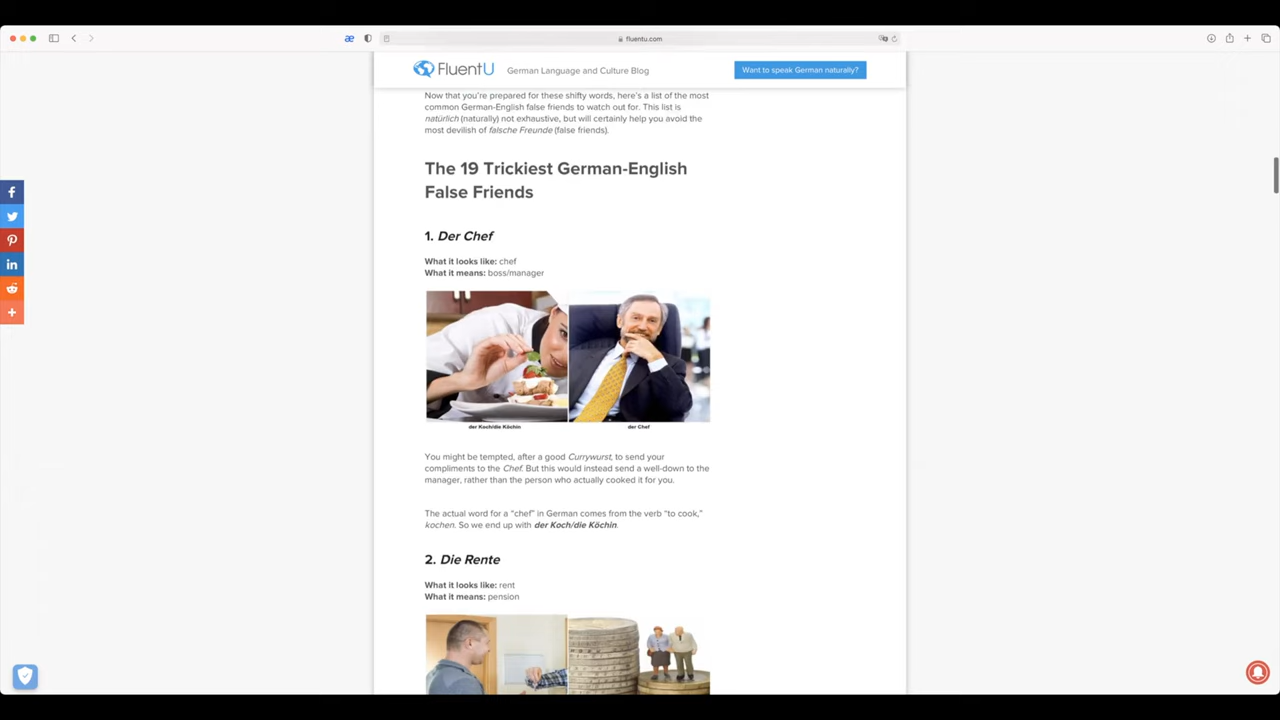 æ
fluentu.com
FluentU
German Language and Culture Blog
Want to speak German naturally?
Now that you're prepared for these shifty words, here's a list of the most
common German-English false friends to watch out for. This list is
natürlich (naturally) not exhaustive, but will certainly help you avoid the
most devilish of falsche Freunde (false friends).
The 19 Trickiest German-English
False Friends
1. Der Chef
What it looks like: chef
What it means: boss/manager
der Koch/die Köchin
der Chef
You might be tempted, after a good Currywurst, to send your
compliments to the Chef. But this would instead send a well-down to the
manager, rather than the person who actually cooked it for you.
The actual word for a “chef” in German comes from the verb “to cook,”
kochen. So we end up with der Koch/die Köchin.
2. Die Rente
What it looks like: rent
What it means: pension